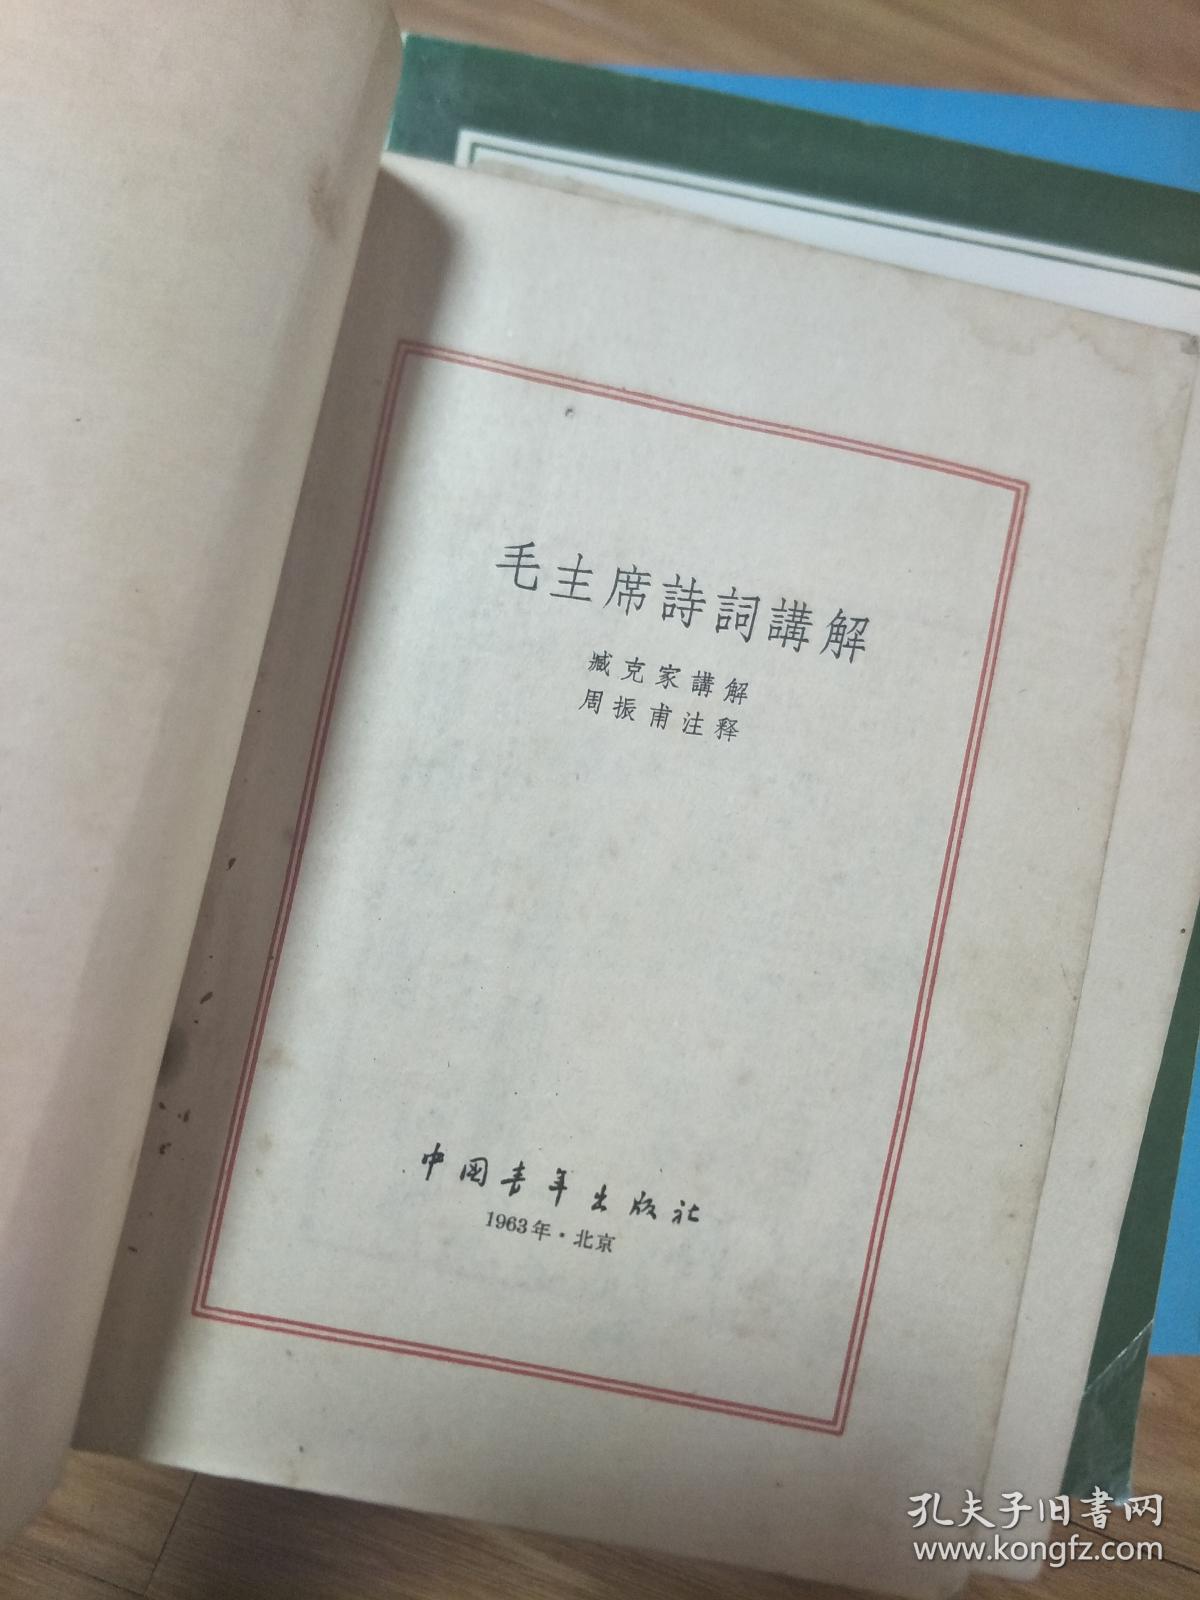 毛主席詩詞講解
臧克家講解
周振甫注释
中国青年出版社
1963年·北京
孔夫子旧书网
www.kongfz.com